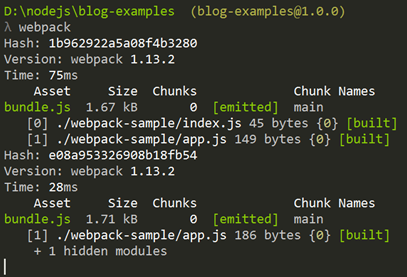 D:\nodejs\blog-examples (blog-examples@1.0.0)
λ webpack
Hash: 1b962922a5a08f4b3280
Version: webpack 1.13.2
Time: 75ms
Asset Size Chunks Chunk Names
bundle.js 1.67 kB 0 [emitted] main
[0] ./webpack-sample/index.js 45 bytes {0} [built]
[1] ./webpack-sample/app.js 149 bytes {0} [built]
Hash: e08a953326908b18fb54
Version: webpack 1.13.2
Time: 28ms
Asset Size Chunks Chunk Names
bundle.js 1.71 kB 0 [emitted] main
[1] ./webpack-sample/app.js 186 bytes {0} [built]
+ 1 hidden modules